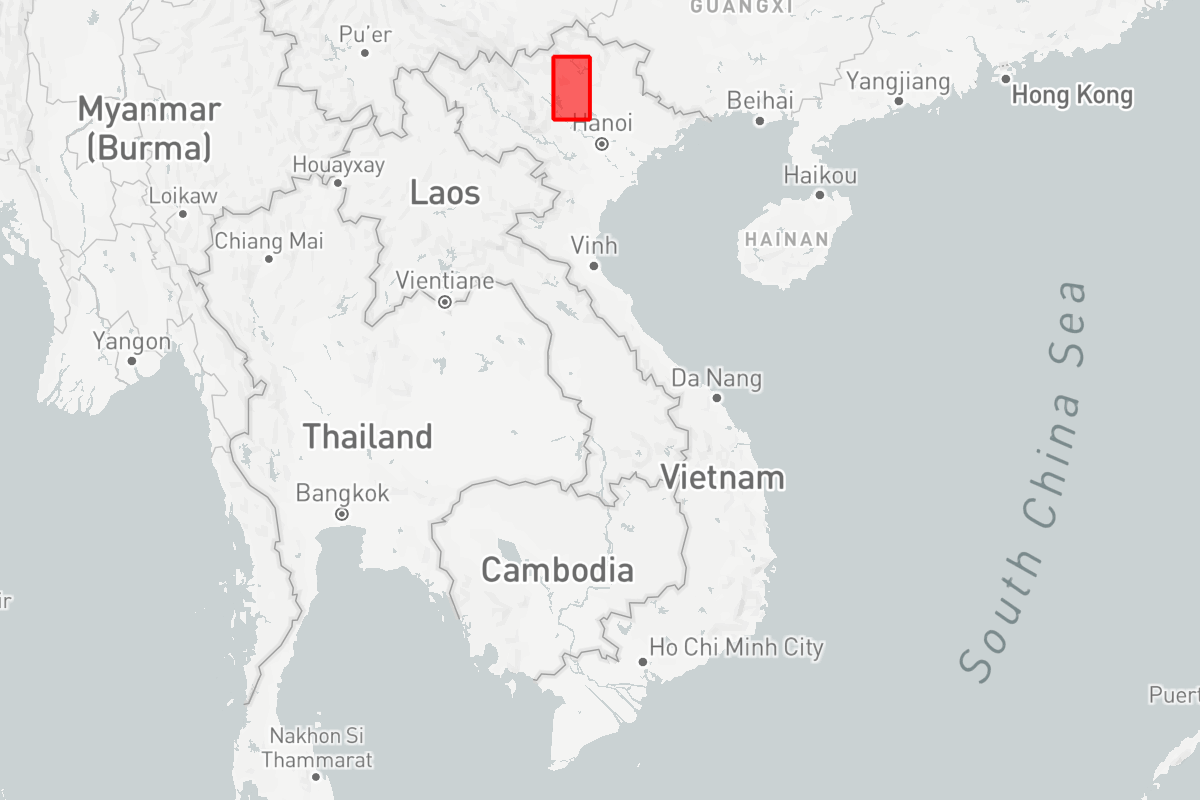 GUANGXI
Pu'er
Yangjiang
Beihai
Hong Kong
Myanmar
(Burma)
Hanoi
Houayxay
Laos
Haikou
Loikaw
Chiang Mai
Vinh
HAINAN
Vientiane
Yangon
Da Nang
South China Sea
Thailand
Vietnam
Bangkok
Cambodia
ir
Ho Chi Minh City
Puert
Nakhon Si
Thammarat